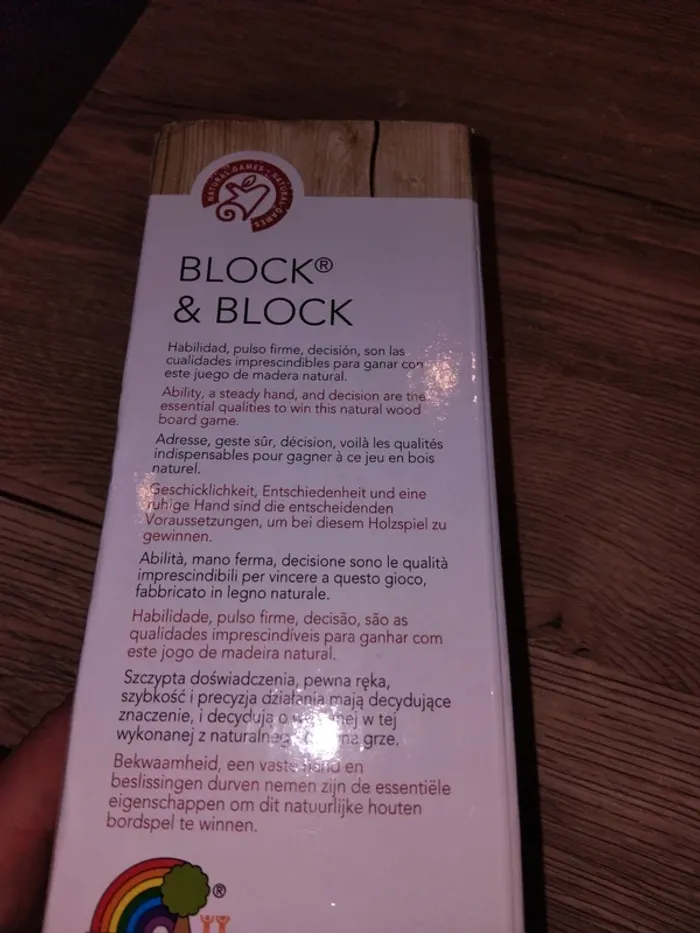 NATURAL GAMES • NATURAL GAMES
BLOCK®
& BLOCK
Habilidad, pulso firme, decisión, son las
cualidades imprescindibles para ganar con
este juego de madera natural.
Ability, a steady hand, and decision are the
essential qualities to win this natural wood
board game.
Adresse, geste sûr, décision, voilà les qualités
indispensables pour gagner à ce jeu en bois
naturel.
Geschicklichkeit, Entschiedenheit und eine
ruhige Hand sind die entscheidenden
Voraussetzungen, um bei diesem Holzspiel zu
gewinnen.
Abilità, mano ferma, decisione sono le qualità
imprescindibili per vincere a questo gioco,
fabbricato in legno naturale.
Habilidade, pulso firme, decisão, são as
qualidades imprescindíveis para ganhar com
este jogo de madeira natural.
Szczypta doświadczenia, pewna ręka,
szybkość i precyzja działania mają decydujące
znaczenie, i decydują o w tej
wykonanej z grze.
Bekwaamheid, een vaste hand en
beslissingen durven nemen zijn de essentiële
eigenschappen om dit natuurlijke houten
bordspel te winnen.
®